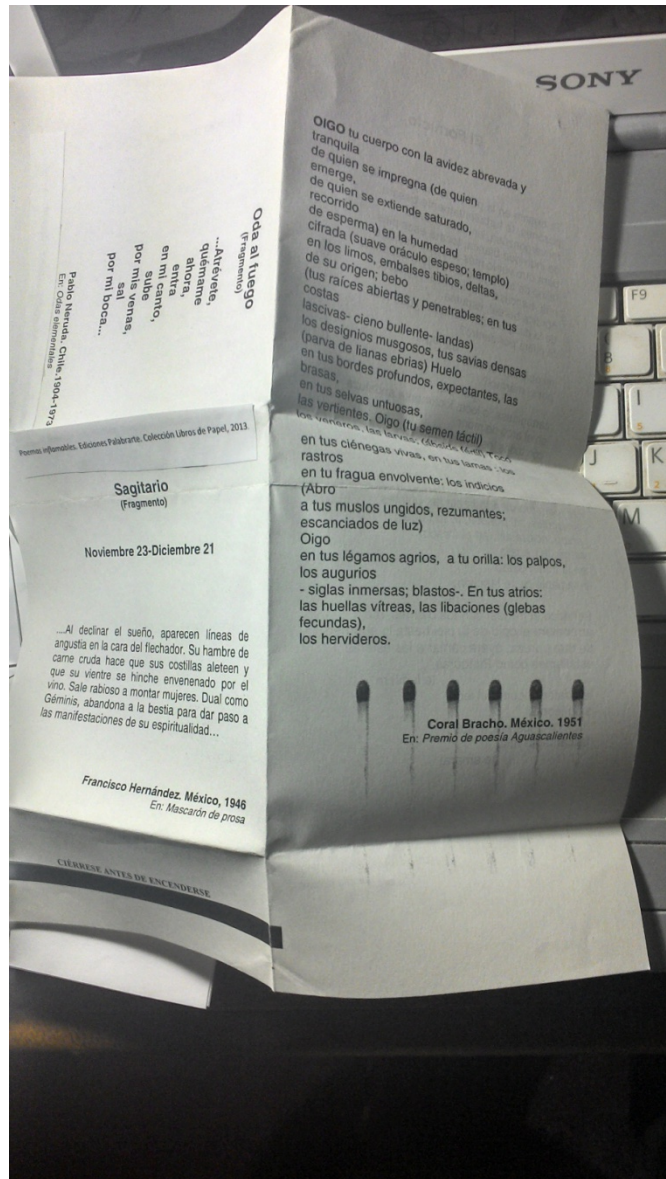 SONY
Oda al fuego
(Fragmento)
...Atrévete,
quémame
ahora,
entra
en mi canto,
sube
por mis venas,
sal
por mi boca...
Pablo Neruda. Chile.1904-1973
En: Odas elementales
Poemas inflamables. Ediciones Palabrarte. Colección Libros de Papel, 2013.
Sagitario
(Fragmento)
Noviembre 23-Diciembre 21
....Al declinar el sueño, aparecen líneas de
angustia en la cara del flechador. Su hambre de
carne cruda hace que sus costillas aleteen y
que su vientre se hinche envenenado por el
vino. Sale rabioso a montar mujeres. Dual como
Géminis, abandona a la bestia para dar paso a
las manifestaciones de su espiritualidad...
Francisco Hernández. México, 1946
En: Mascarón de prosa
CIÉRRESE ANTES DE ENCENDERSE
OIGO tu cuerpo con la avidez abrevada y
tranquila
de quien se impregna (de quien
emerge,
de quien se extiende saturado,
recorrido
de esperma) en la humedad
cifrada (suave oráculo espeso; templo)
en los limos, embalses tibios, deltas,
de su origen; bebo
(tus raíces abiertas y penetrables; en tus
costas
lascivas- cieno bullente- landas)
los designios musgosos, tus savias densas
(parva de lianas ebrias) Huelo
en tus bordes profundos, expectantes, las
brasas,
en tus selvas untuosas,
las vertientes. Oigo (tu semen táctil)
los veneros, las larvas; (ábside fértil) Toco
en tus ciénegas vivas, en tus lamas: los
rastros
en tu fragua envolvente: los indicios
(Abro
a tus muslos ungidos, rezumantes;
escanciados de luz)
Oigo
en tus légamos agrios, a tu orilla: los palpos,
los augurios
- siglas inmersas; blastos-. En tus atrios:
las huellas vítreas, las libaciones (glebas
fecundas),
los hervideros.
Coral Bracho. México. 1951
En: Premio de poesía Aguascalientes
F9
8
I
5
J
K
2
M